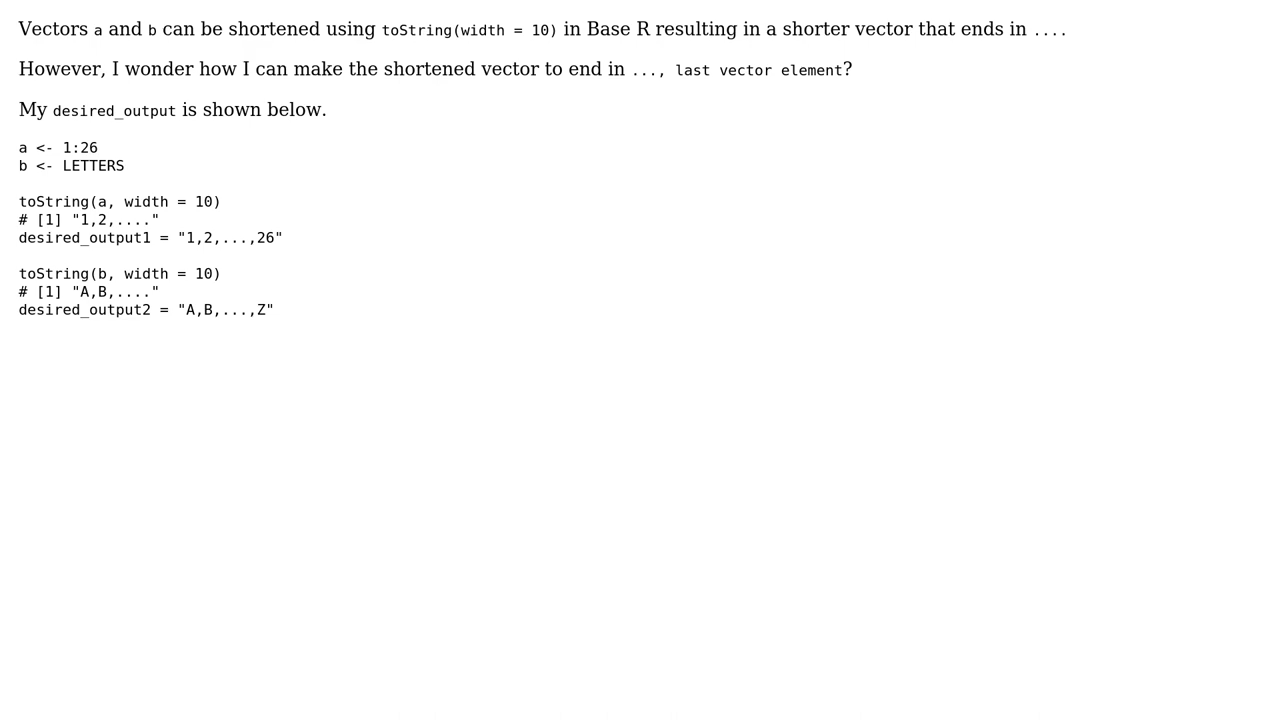 Vectors a and b can be shortened using toString(width = 10) in Base R resulting in a shorter vector that ends in ....
However, I wonder how I can make the shortened vector to end in ..., last vector element?
My desired_output is shown below.
a <- 1:26
b <- LETTERS
toString(a, width = 10)
# [1] "1,2,...."
desired_output1 = "1,2,...,26"
toString(b, width = 10)
# [1] "A,B,...."
desired_output2 = "A,B,...,Z"